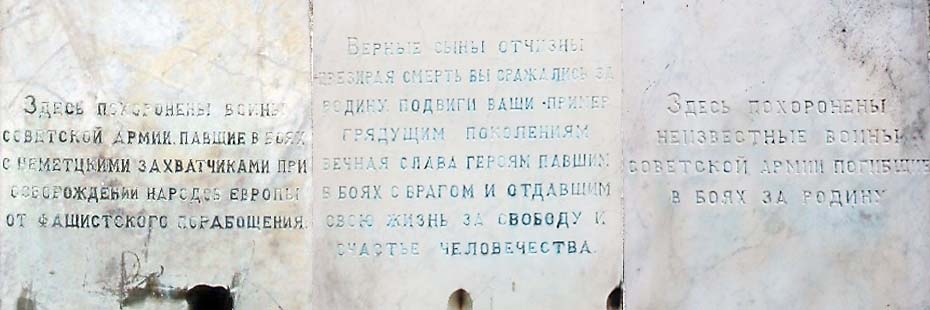 Здесь похоронены воины
советской армии, павшие в боях
с неметцкими захватчиками при
освобождении народов Европы
от фашистского порабощения.
Верные сыны отчизны
презирая смерть вы сражались за
родину. Подвиги ваши - пример
грядущим поколениям
вечная слава героям павшим
в боях с врагом и отдавшим
свою жизнь за свободу и
счастье человечества.
Здесь похоронены
неизвестные воины
советской армии погибшие
в боях за родину